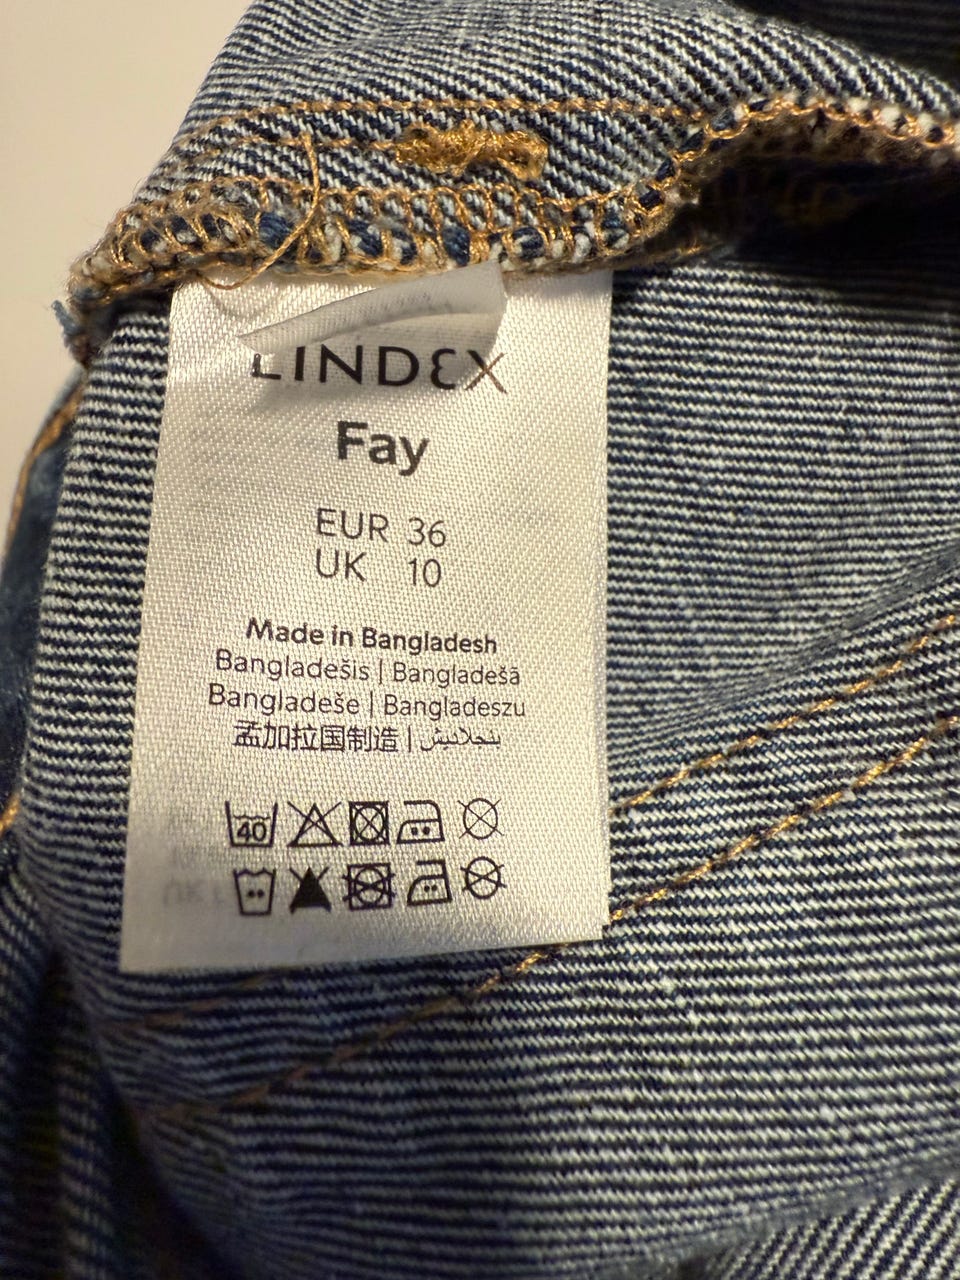 LINDEX
Fay
EUR 36
UK 10
Made in Bangladesh
Bangladešis | Bangladešā
Bangladeše | Bangladeszu
孟加拉国制造 | بنجلاديش
40